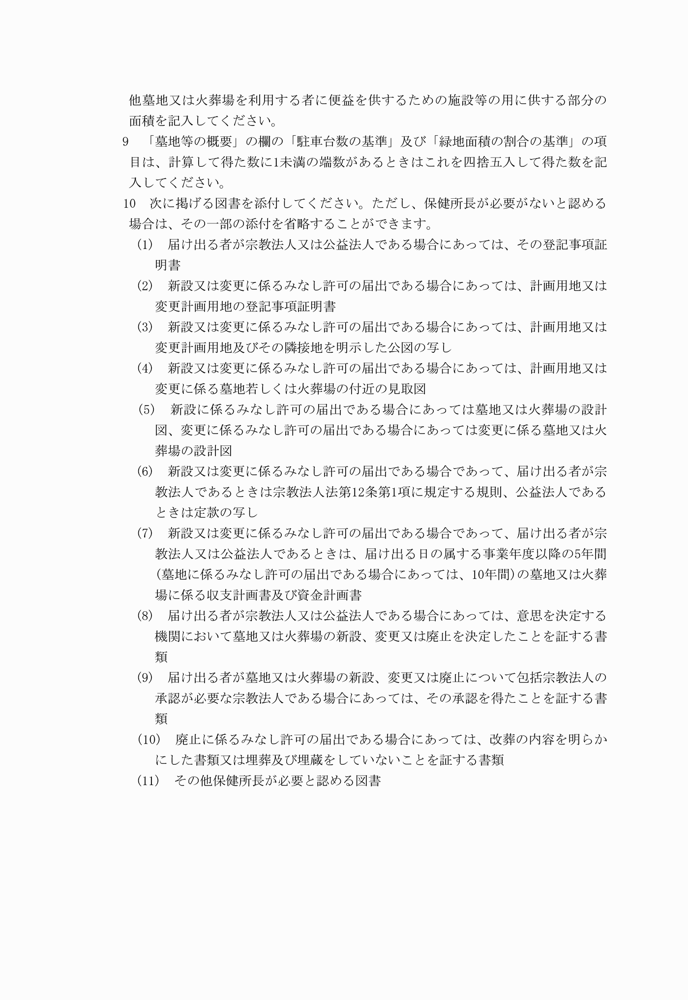 他墓地又は火葬場を利用する者に便益を供するための施設等の用に供する部分の
面積を記入してください。
9　「墓地等の概要」の欄の「駐車台数の基準」及び「緑地面積の割合の基準」の項
目は、計算して得た数に1未満の端数があるときはこれを四捨五入して得た数を記
入してください。
10　次に掲げる図書を添付してください。ただし、保健所長が必要がないと認める
場合は、その一部の添付を省略することができます。
(1)　届け出る者が宗教法人又は公益法人である場合にあっては、その登記事項証
明書
(2)　新設又は変更に係るみなし許可の届出である場合にあっては、計画用地又は
変更計画用地の登記事項証明書
(3)　新設又は変更に係るみなし許可の届出である場合にあっては、計画用地又は
変更計画用地及びその隣接地を明示した公図の写し
(4)　新設又は変更に係るみなし許可の届出である場合にあっては、計画用地又は
変更に係る墓地若しくは火葬場の付近の見取図
(5)　新設に係るみなし許可の届出である場合にあっては墓地又は火葬場の設計
図、変更に係るみなし許可の届出である場合にあっては変更に係る墓地又は火
葬場の設計図
(6)　新設又は変更に係るみなし許可の届出である場合であって、届け出る者が宗
教法人であるときは宗教法人法第12条第1項に規定する規則、公益法人である
ときは定款の写し
(7)　新設又は変更に係るみなし許可の届出である場合であって、届け出る者が宗
教法人又は公益法人であるときは、届け出る日の属する事業年度以降の5年間
(墓地に係るみなし許可の届出である場合にあっては、10年間)の墓地又は火葬
場に係る収支計画書及び資金計画書
(8)　届け出る者が宗教法人又は公益法人である場合にあっては、意思を決定する
機関において墓地又は火葬場の新設、変更又は廃止を決定したことを証する書
類
(9)　届け出る者が墓地又は火葬場の新設、変更又は廃止について包括宗教法人の
承認が必要な宗教法人である場合にあっては、その承認を得たことを証する書
類
(10)　廃止に係るみなし許可の届出である場合にあっては、改葬の内容を明らか
にした書類又は埋葬及び埋蔵をしていないことを証する書類
(11)　その他保健所長が必要と認める図書